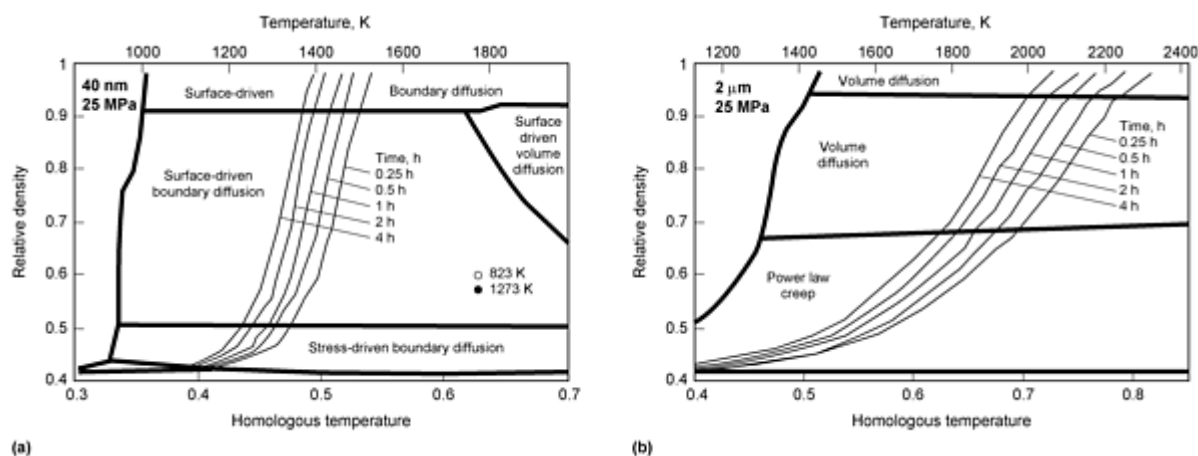 Temperature, K
1000 1200 1400 1600 1800
1
0.9
0.8
0.7
0.6
0.5
0.4
Relative density
40 nm
25 MPa
Surface-driven
Boundary diffusion
Surface
driven
volume
diffusion
Surface-driven
boundary diffusion
Time, h
0.25 h
0.5 h
1 h
2 h
4 h
823 K
1273 K
Stress-driven boundary diffusion
0.3 0.4 0.5 0.6 0.7
Homologous temperature
(a)
Temperature, K
1200 1400 1600 1800 2000 2200 2400
1
0.9
0.8
0.7
0.6
0.5
0.4
Relative density
2 μm
25 MPa
Volume diffusion
Volume
diffusion
Time, h
0.25 h
0.5 h
1 h
2 h
4 h
Power law
creep
0.4 0.5 0.6 0.7 0.8
Homologous temperature
(b)